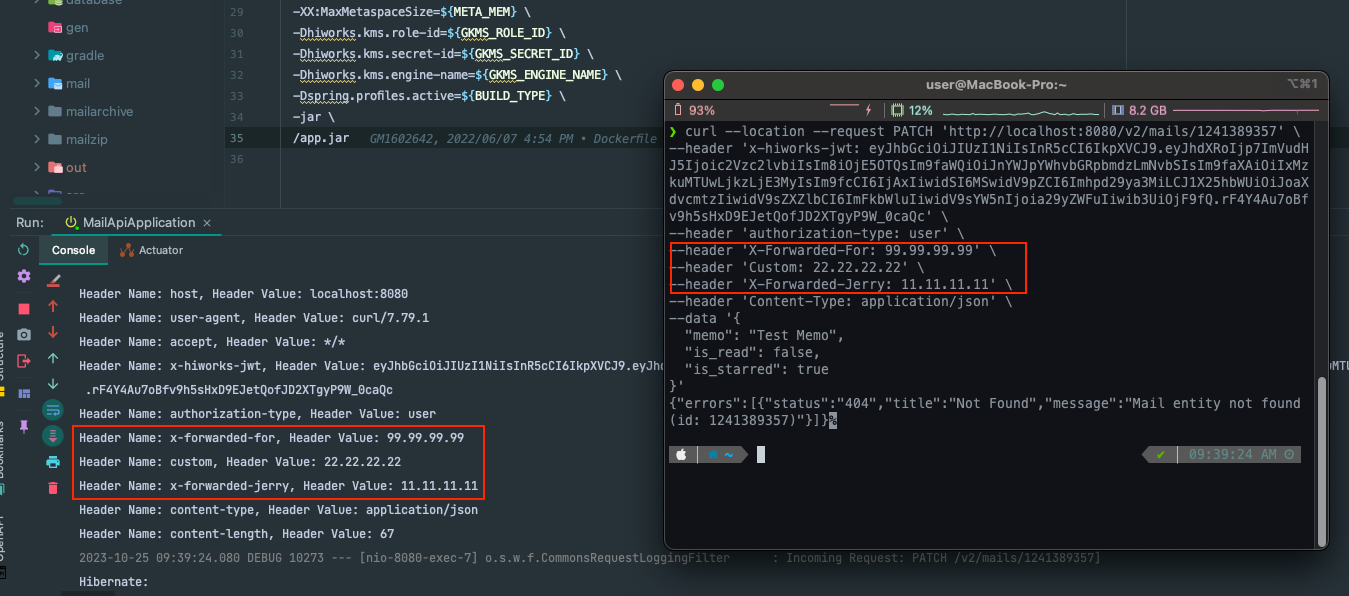 database
gen
gradle
mail
mailarchive
mailzip
out
29 -XX:MaxMetaspaceSize=${META_MEM} \
30 -Dhiworks.kms.role-id=${GKMS_ROLE_ID} \
31 -Dhiworks.kms.secret-id=${GKMS_SECRET_ID} \
32 -Dhiworks.kms.engine-name=${GKMS_ENGINE_NAME} \
33 -Dspring.profiles.active=${BUILD_TYPE} \
34 -jar \
35 /app.jar GM1602642, 2022/06/07 4:54 PM • Dockerfile
36
Run: MailApiApplication ×
Console Actuator
Header Name: host, Header Value: localhost:8080
Header Name: user-agent, Header Value: curl/7.79.1
Header Name: accept, Header Value: */*
Header Name: x-hiworks-jwt, Header Value: eyJhbGciOiJIUzI1NiIsInR5cCI6IkpXVCJ9.eyJhd
.rF4Y4Au7oBfv9h5sHxD9EJetQofJD2XTgyP9W_0caQc
Header Name: authorization-type, Header Value: user
Header Name: x-forwarded-for, Header Value: 99.99.99.99
Header Name: custom, Header Value: 22.22.22.22
Header Name: x-forwarded-jerry, Header Value: 11.11.11.11
Header Name: content-type, Header Value: application/json
Header Name: content-length, Header Value: 67
2023-10-25 09:39:24.080 DEBUG 10273 --- [nio-8080-exec-7] o.s.w.f.CommonsRequestLoggingFilter : Incoming Request: PATCH /v2/mails/1241389357]
Hibernate:
user@MacBook-Pro:~ ⌥⌘1
93% 12% 8.2 GB
❯ curl --location --request PATCH 'http://localhost:8080/v2/mails/1241389357' \
--header 'x-hiworks-jwt: eyJhbGciOiJIUzI1NiIsInR5cCI6IkpXVCJ9.eyJhdXRoIjp7ImVudH
J5Ijoic2Vzc2lvbiIsIm8iOjE5OTQsIm9faWQiOiJnYWJpYWhvbGRpbmdzLmNvbSIsIm9faXAiOiIxMz
kuMTUwLjkzLjE3MyIsIm9fcCI6IjAxIiwidSI6MSwidV9pZCI6Imhpd29ya3MiLCJ1X25hbWUiOiJoaX
dvcmtzIiwidV9sZXZlbCI6ImFkbWluIiwidV9sYW5nIjoia29yZWFuIiwib3UiOjF9fQ.rF4Y4Au7oBf
v9h5sHxD9EJetQofJD2XTgyP9W_0caQc' \
--header 'authorization-type: user' \
--header 'X-Forwarded-For: 99.99.99.99' \
--header 'Custom: 22.22.22.22' \
--header 'X-Forwarded-Jerry: 11.11.11.11' \
--header 'Content-Type: application/json' \
--data '{
"memo": "Test Memo",
"is_read": false,
"is_starred": true
}'
{"errors":[{"status":"404","title":"Not Found","message":"Mail entity not found
(id: 1241389357)"}]}%
~ ✔ 09:39:24 AM